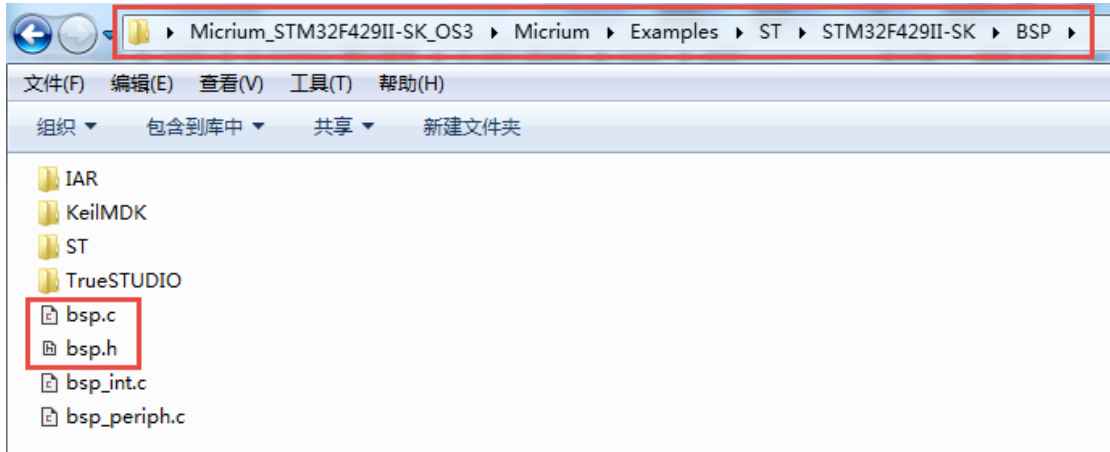 Micrium_STM32F429II-SK_OS3 Micrium Examples ST STM32F429II-SK BSP
文件(F) 编辑(E) 查看(V) 工具(T) 帮助(H)
组织 包含到库中 共享 新建文件夹
IAR
KeilMDK
ST
TrueSTUDIO
bsp.c
bsp.h
bsp_int.c
bsp_periph.c